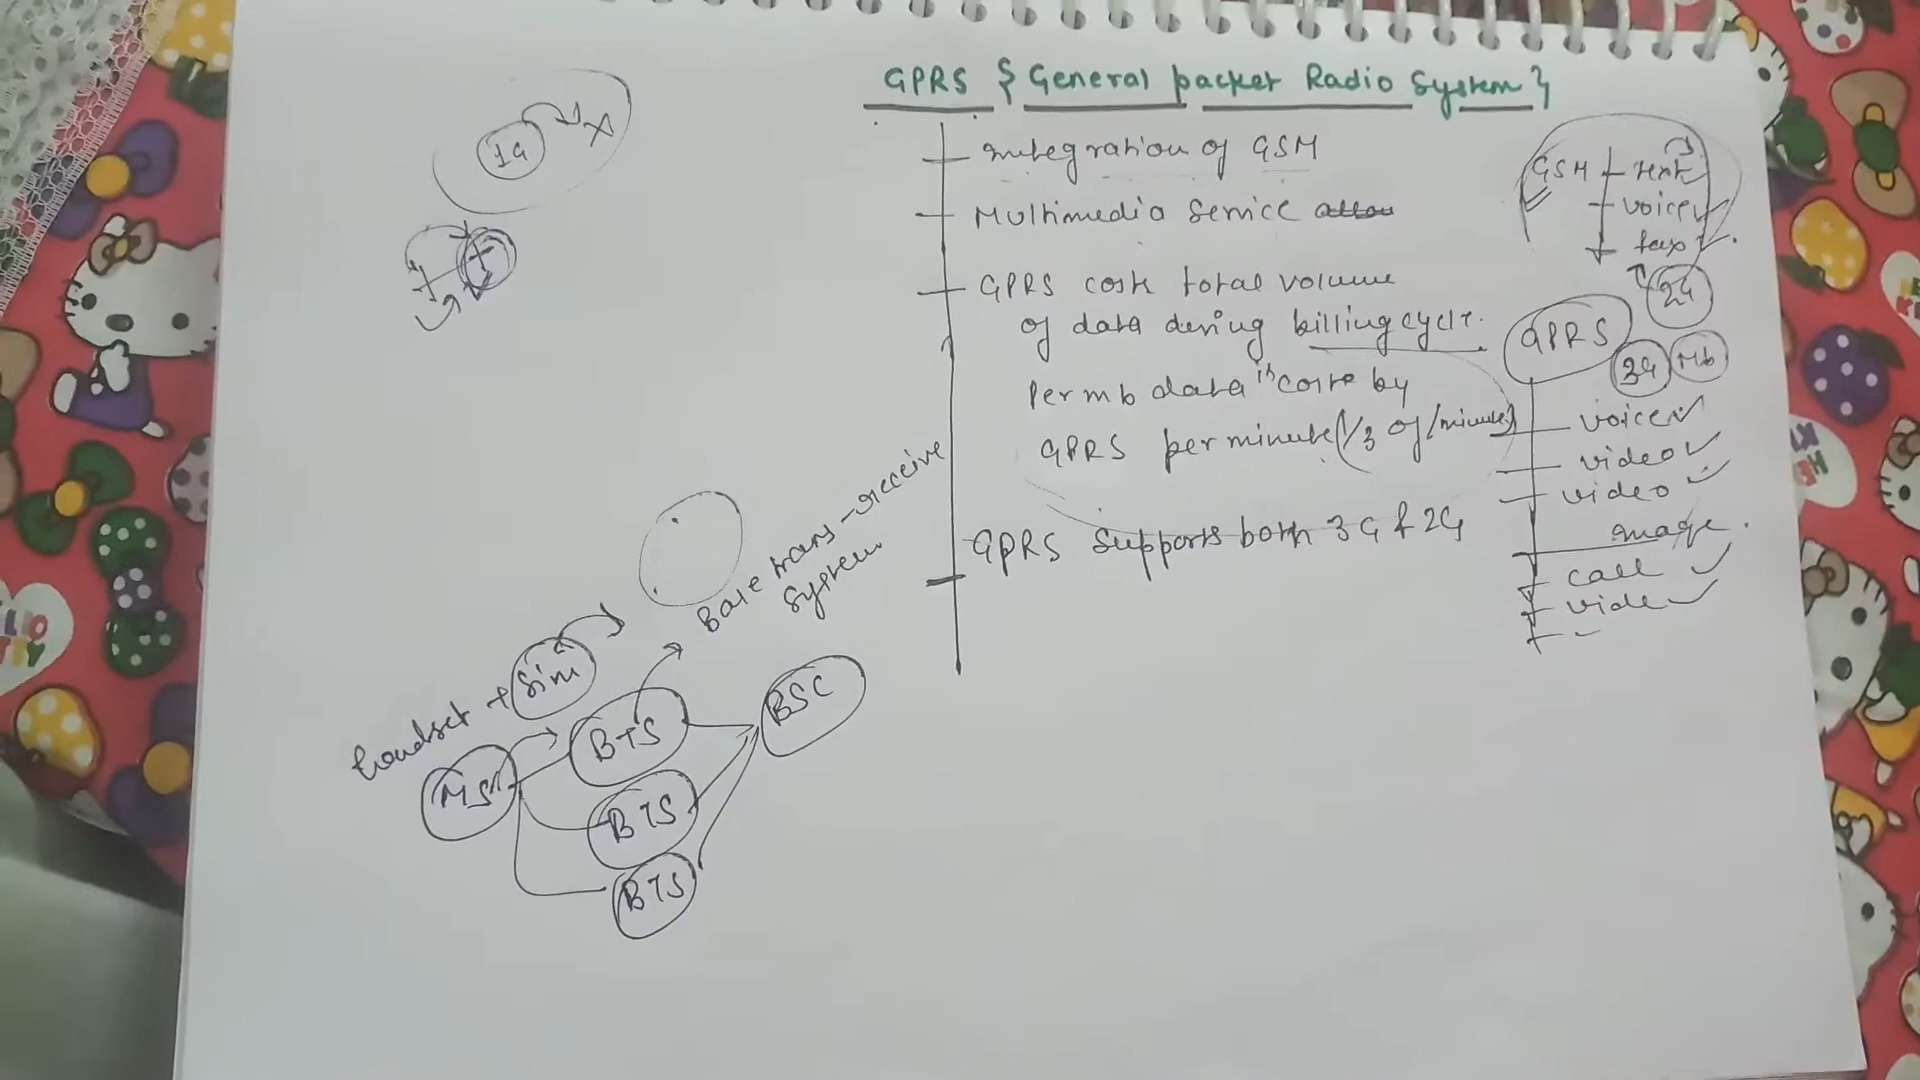 GPRS { General packet Radio System }
Integration of GSM
Multimedia Service
GPRS cost total volume
of data during billing cycle.
Per mb data is cost by
GPRS per minute (1/3 of /minute)
GPRS Supports both 3G & 2G
GSM
text
voice
fax
2G
GPRS
3G
Mb
voice
video
video
image.
call
vide
1G
X
Base trans-receive
System
handset + Sim
MS
BTS
BSC
BTS
BTS